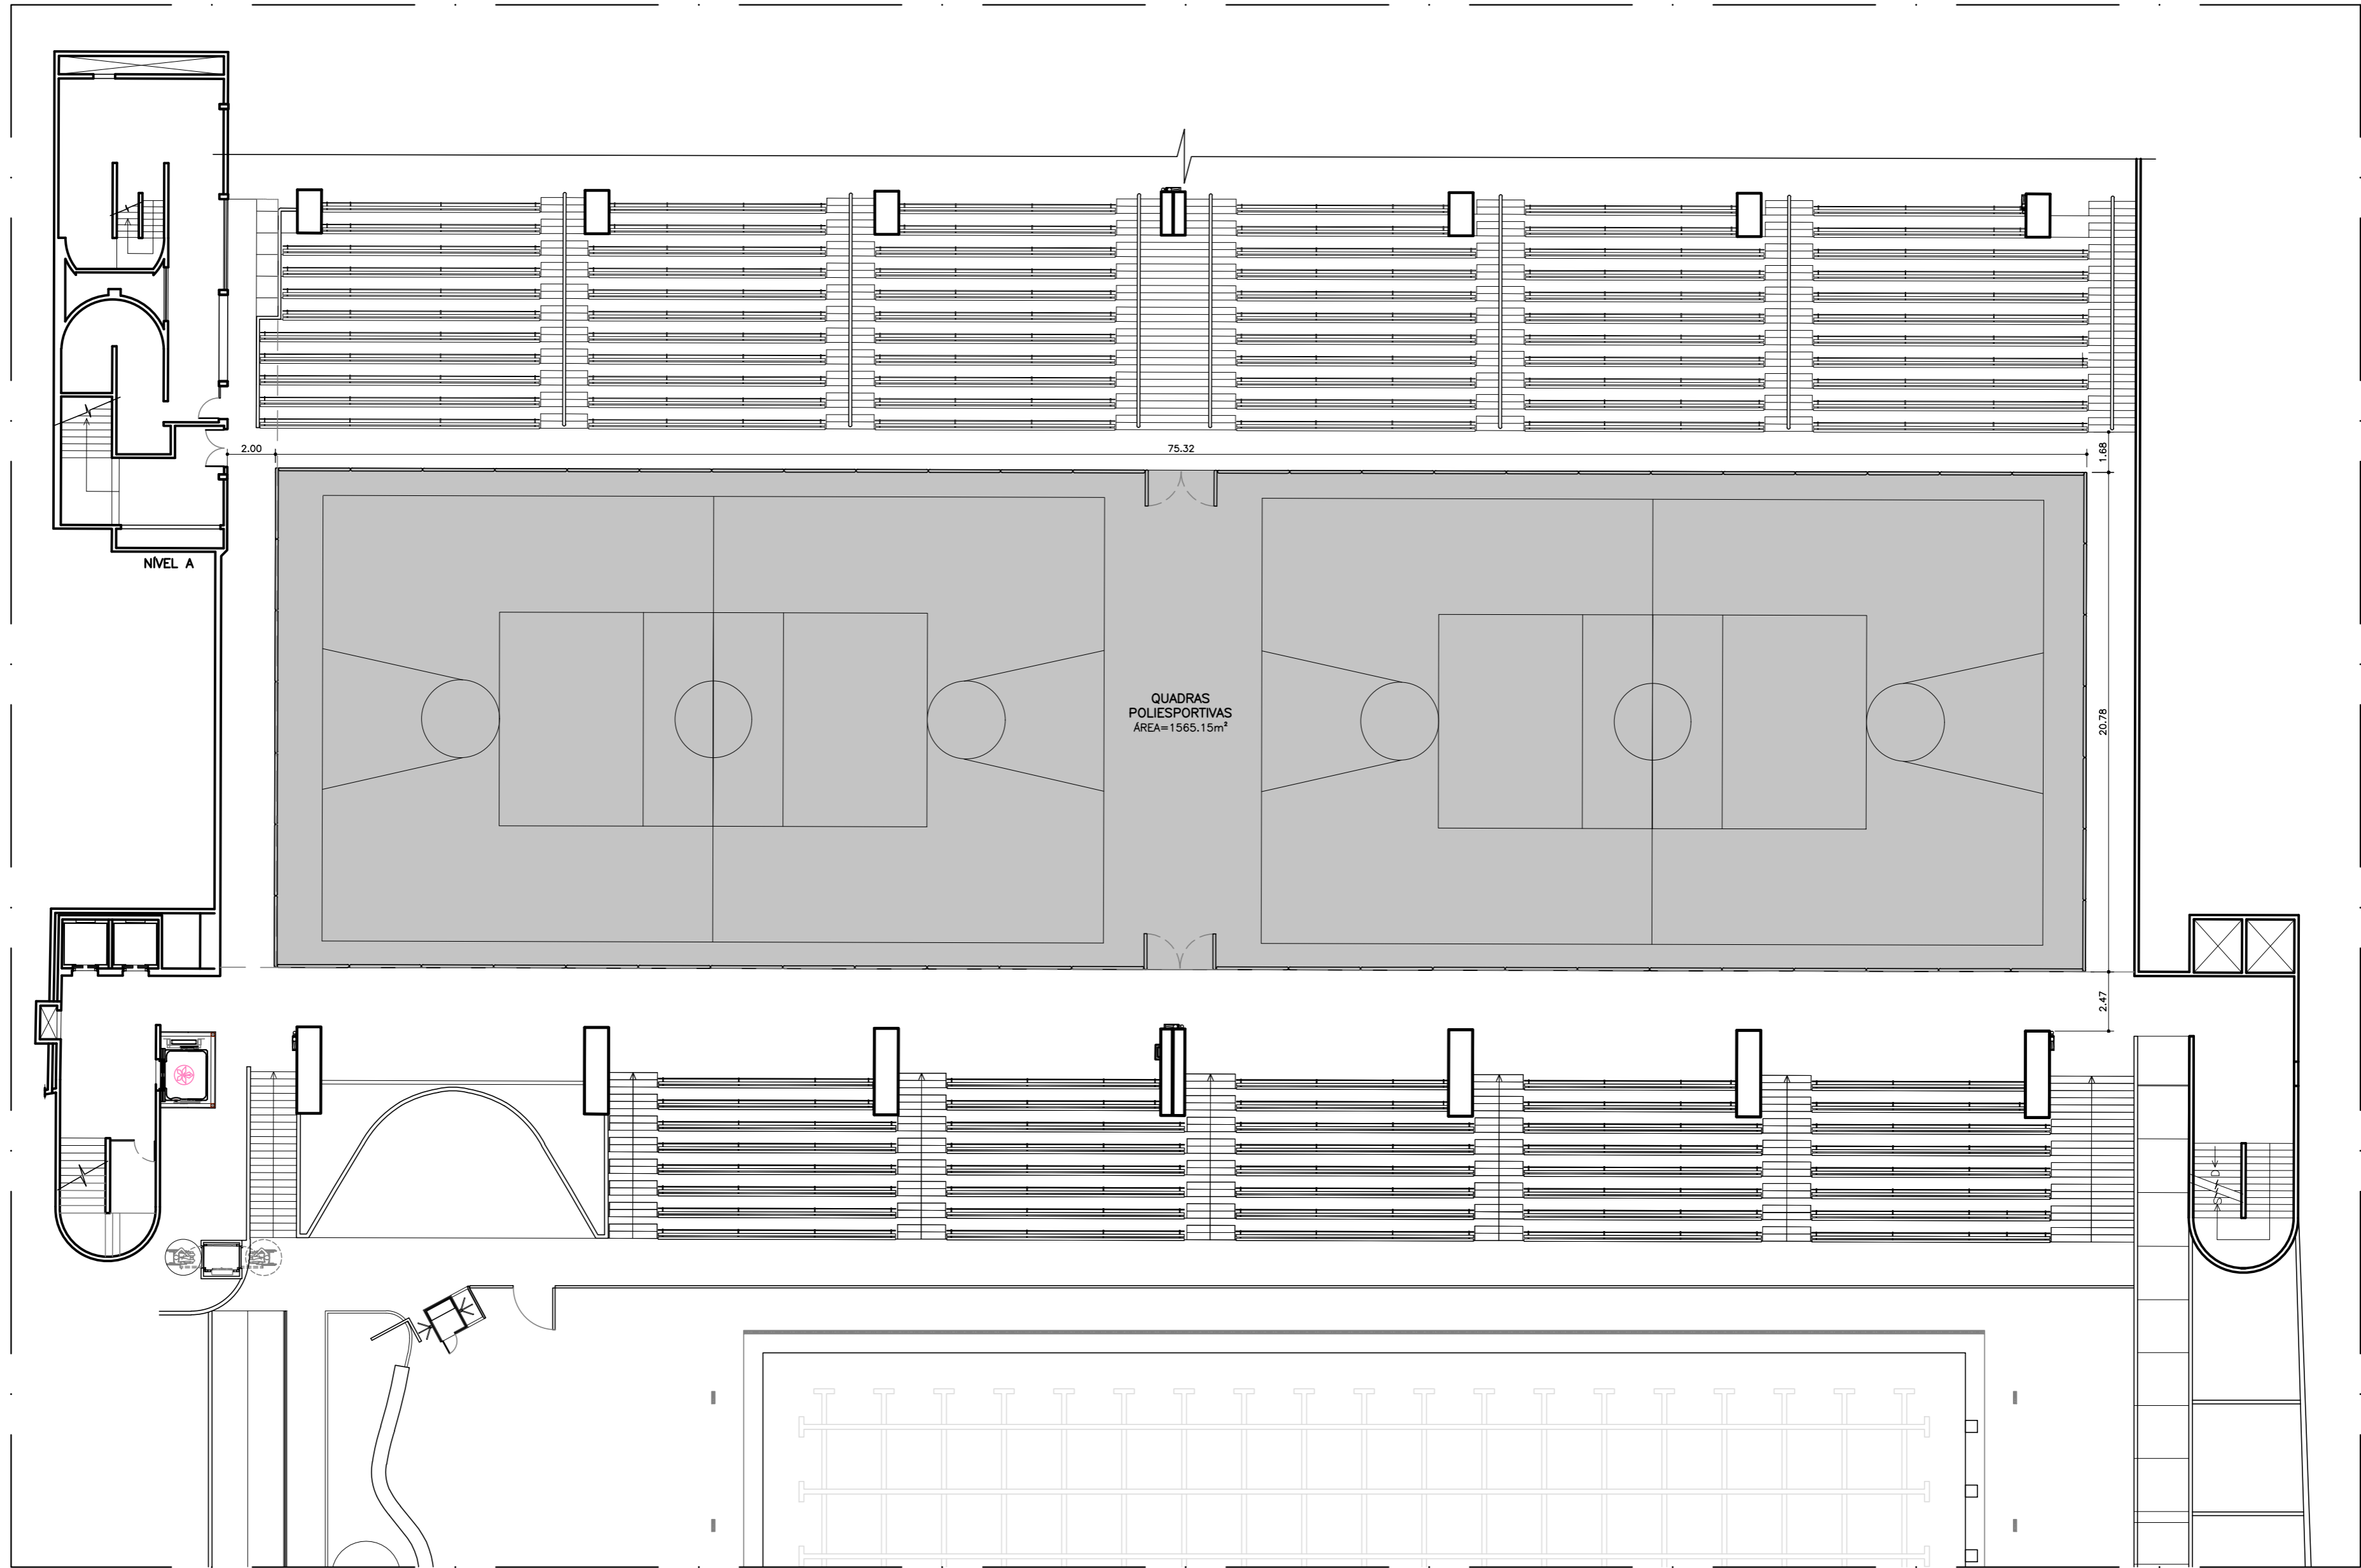 2.00
75.32
1.68
NÍVEL A
QUADRAS
POLIESPORTIVAS
ÁREA=1565.15m²
20.78
2.47
S
D